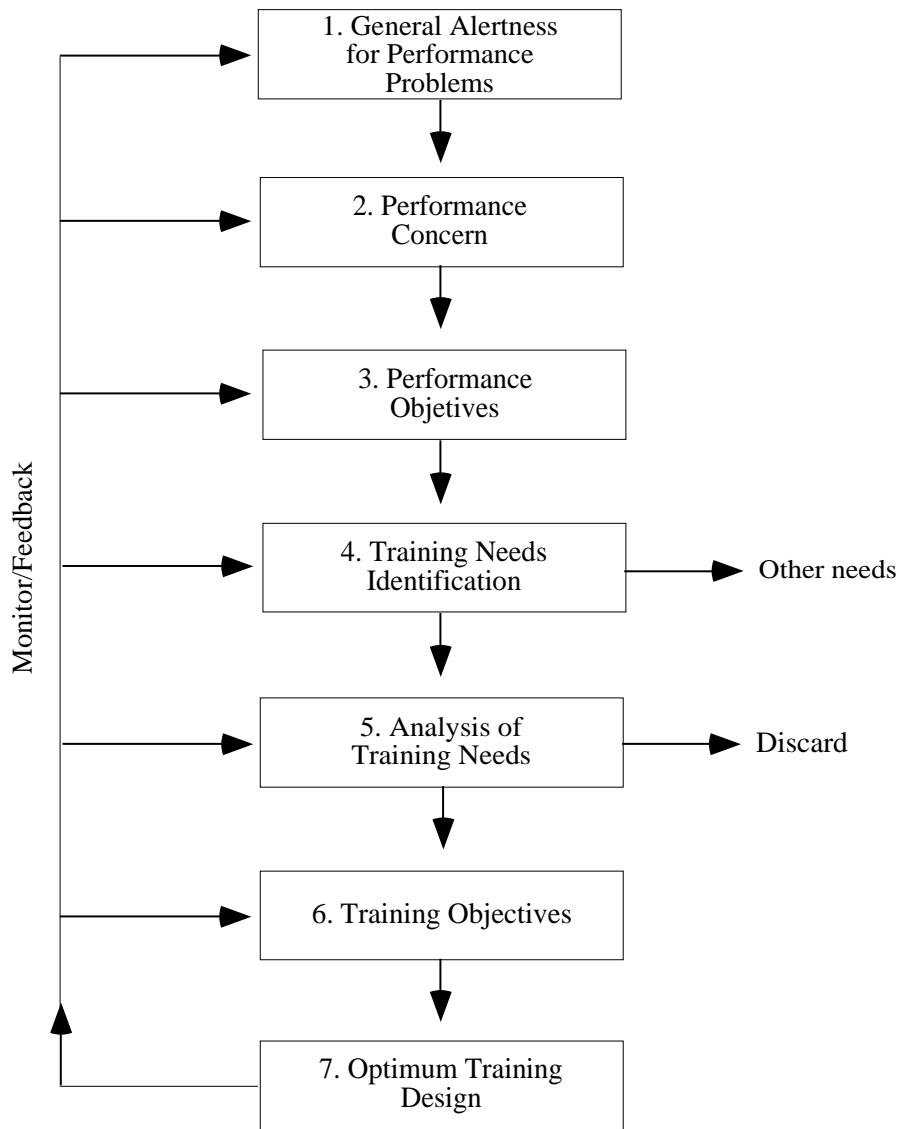 1. General Alertness
for Performance
Problems
2. Performance
Concern
3. Performance
Objetives
Monitor/Feedback
4. Training Needs
Identification
Other needs
5. Analysis of
Training Needs
Discard
6. Training Objectives
7. Optimum Training
Design